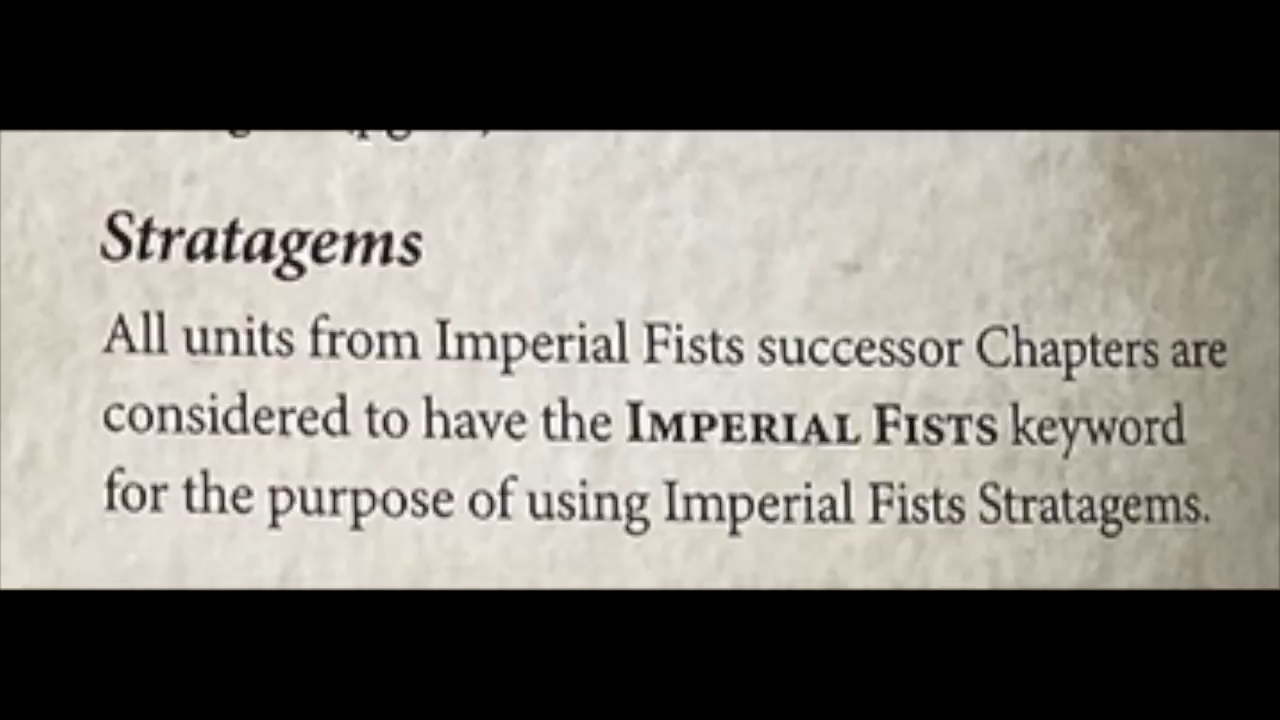 Stratagems
All units from Imperial Fists successor Chapters are
considered to have the IMPERIAL FISTS keyword
for the purpose of using Imperial Fists Stratagems.